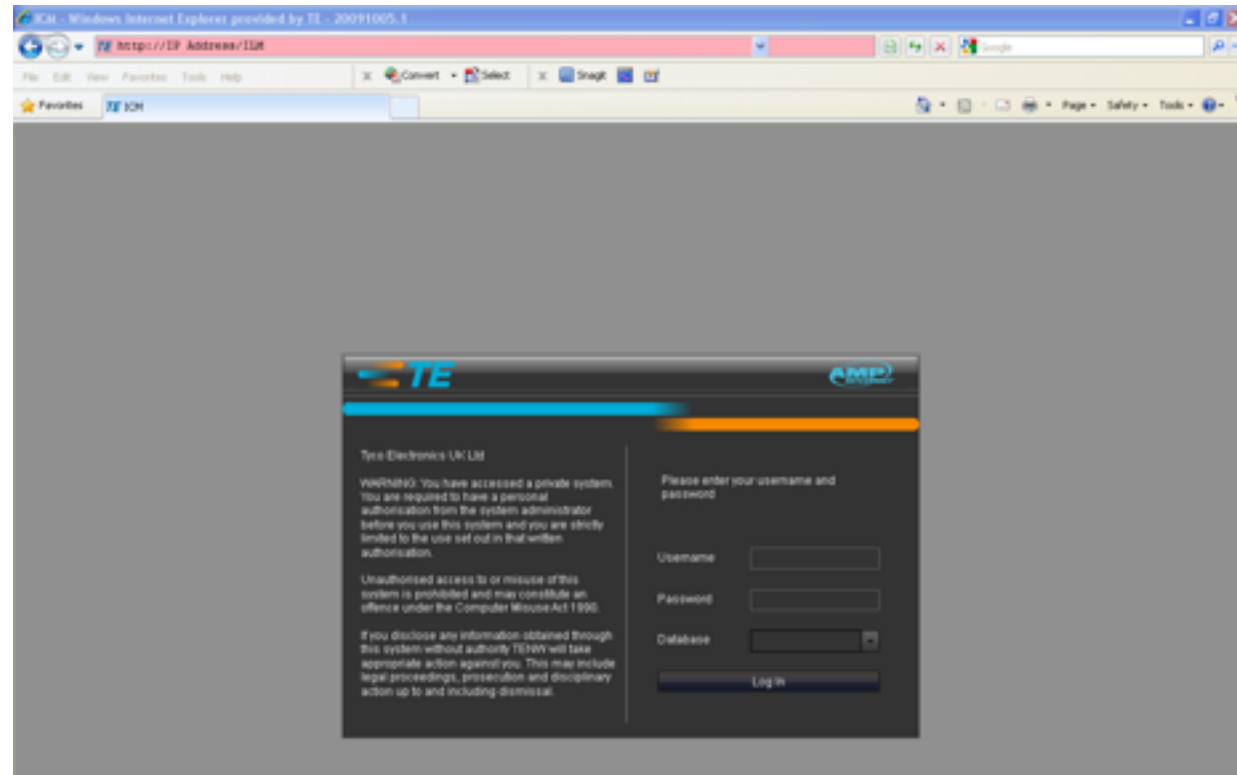 ICM - Windows Internet Explorer provided by TE - 20091005.1
http://IP Address/ILM
Google
File Edit View Favorites Tools Help
x Convert Select
x SnagIt
Favorites
TE ICM
Page Safety Tools
TE
AMP
Tyco Electronics UK Ltd
WARNING: You have accessed a private system.
You are required to have a personal
authorisation from the system administrator
before you use this system and you are strictly
limited to the use set out in that written
authorisation.
Unauthorised access to or misuse of this
system is prohibited and may constitute an
offence under the Computer Misuse Act 1990.
If you disclose any information obtained through
this system without authority TENW will take
appropriate action against you. This may include
legal proceedings, prosecution and disciplinary
action up to and including dismissal.
Please enter your username and
password
Username
Password
Database
Log In